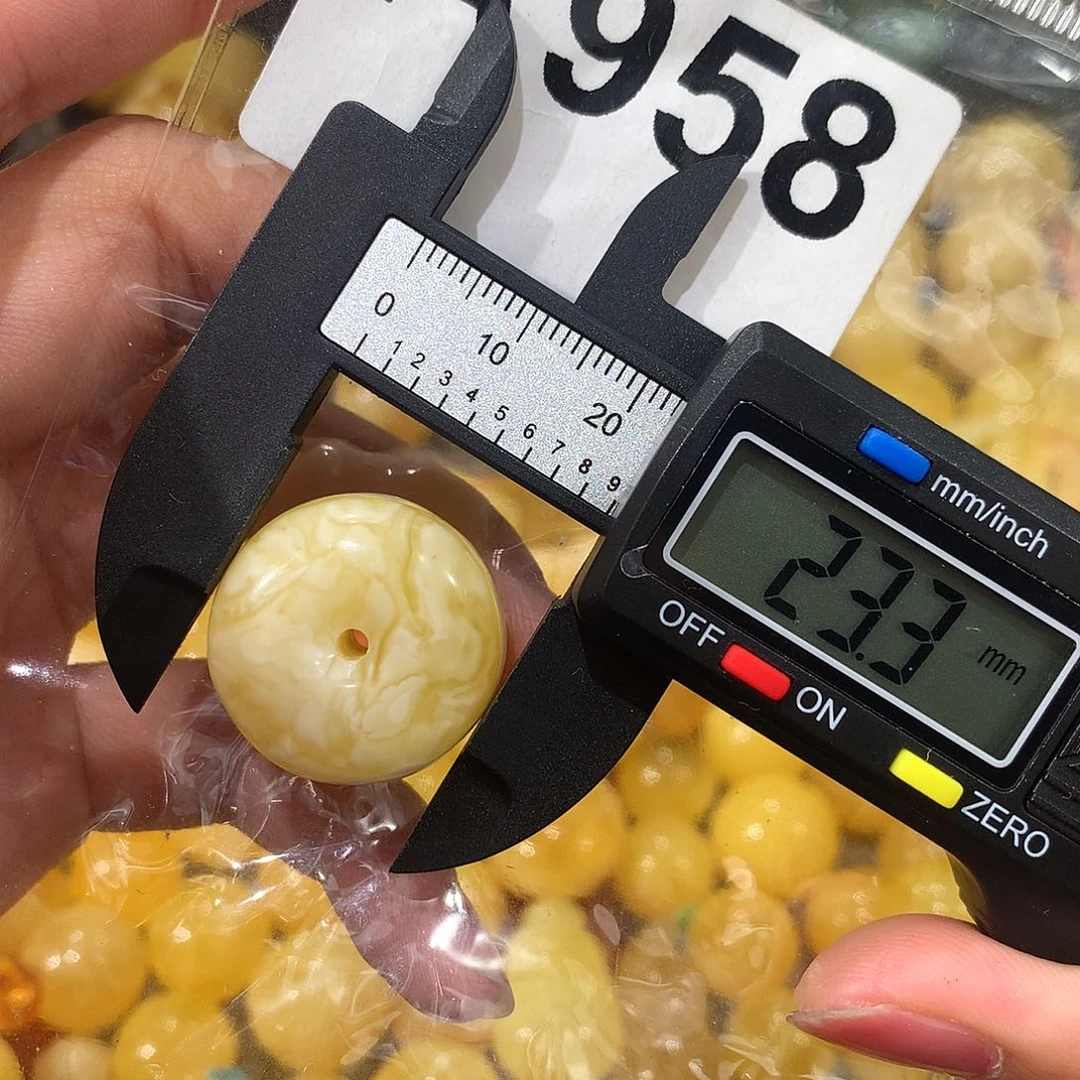 958
0 10 20
1 2 3 4 5 6 7 8 9
mm/inch
23.3 mm
OFF ON
ZERO